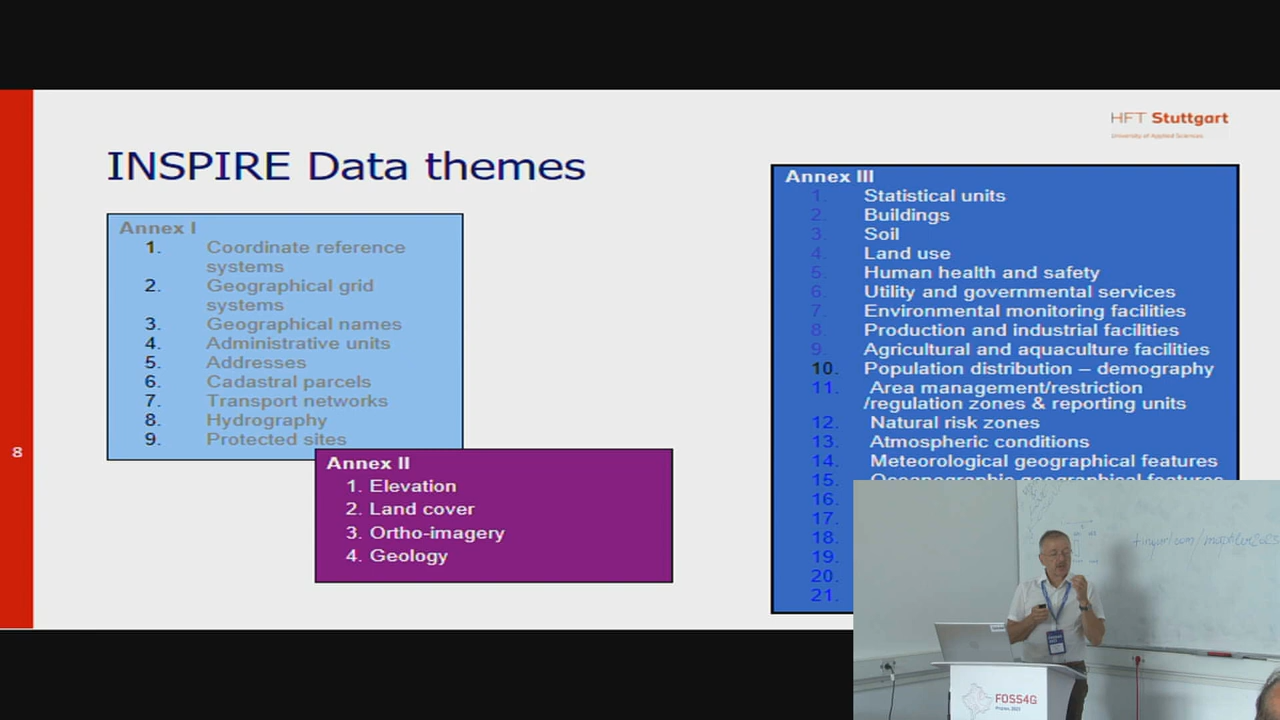 HFT Stuttgart
University of Applied Sciences
INSPIRE Data themes
Annex I
1. Coordinate reference
systems
2. Geographical grid
systems
3. Geographical names
4. Administrative units
5. Addresses
6. Cadastral parcels
7. Transport networks
8. Hydrography
9. Protected sites
Annex II
1. Elevation
2. Land cover
3. Ortho-imagery
4. Geology
Annex III
1. Statistical units
2. Buildings
3. Soil
4. Land use
5. Human health and safety
6. Utility and governmental services
7. Environmental monitoring facilities
8. Production and industrial facilities
9. Agricultural and aquaculture facilities
10. Population distribution – demography
11. Area management/restriction
/regulation zones & reporting units
12. Natural risk zones
13. Atmospheric conditions
14. Meteorological geographical features
15. Oceanographic geographical features
16.
17.
18.
19.
20.
21.
8
FOSS4G